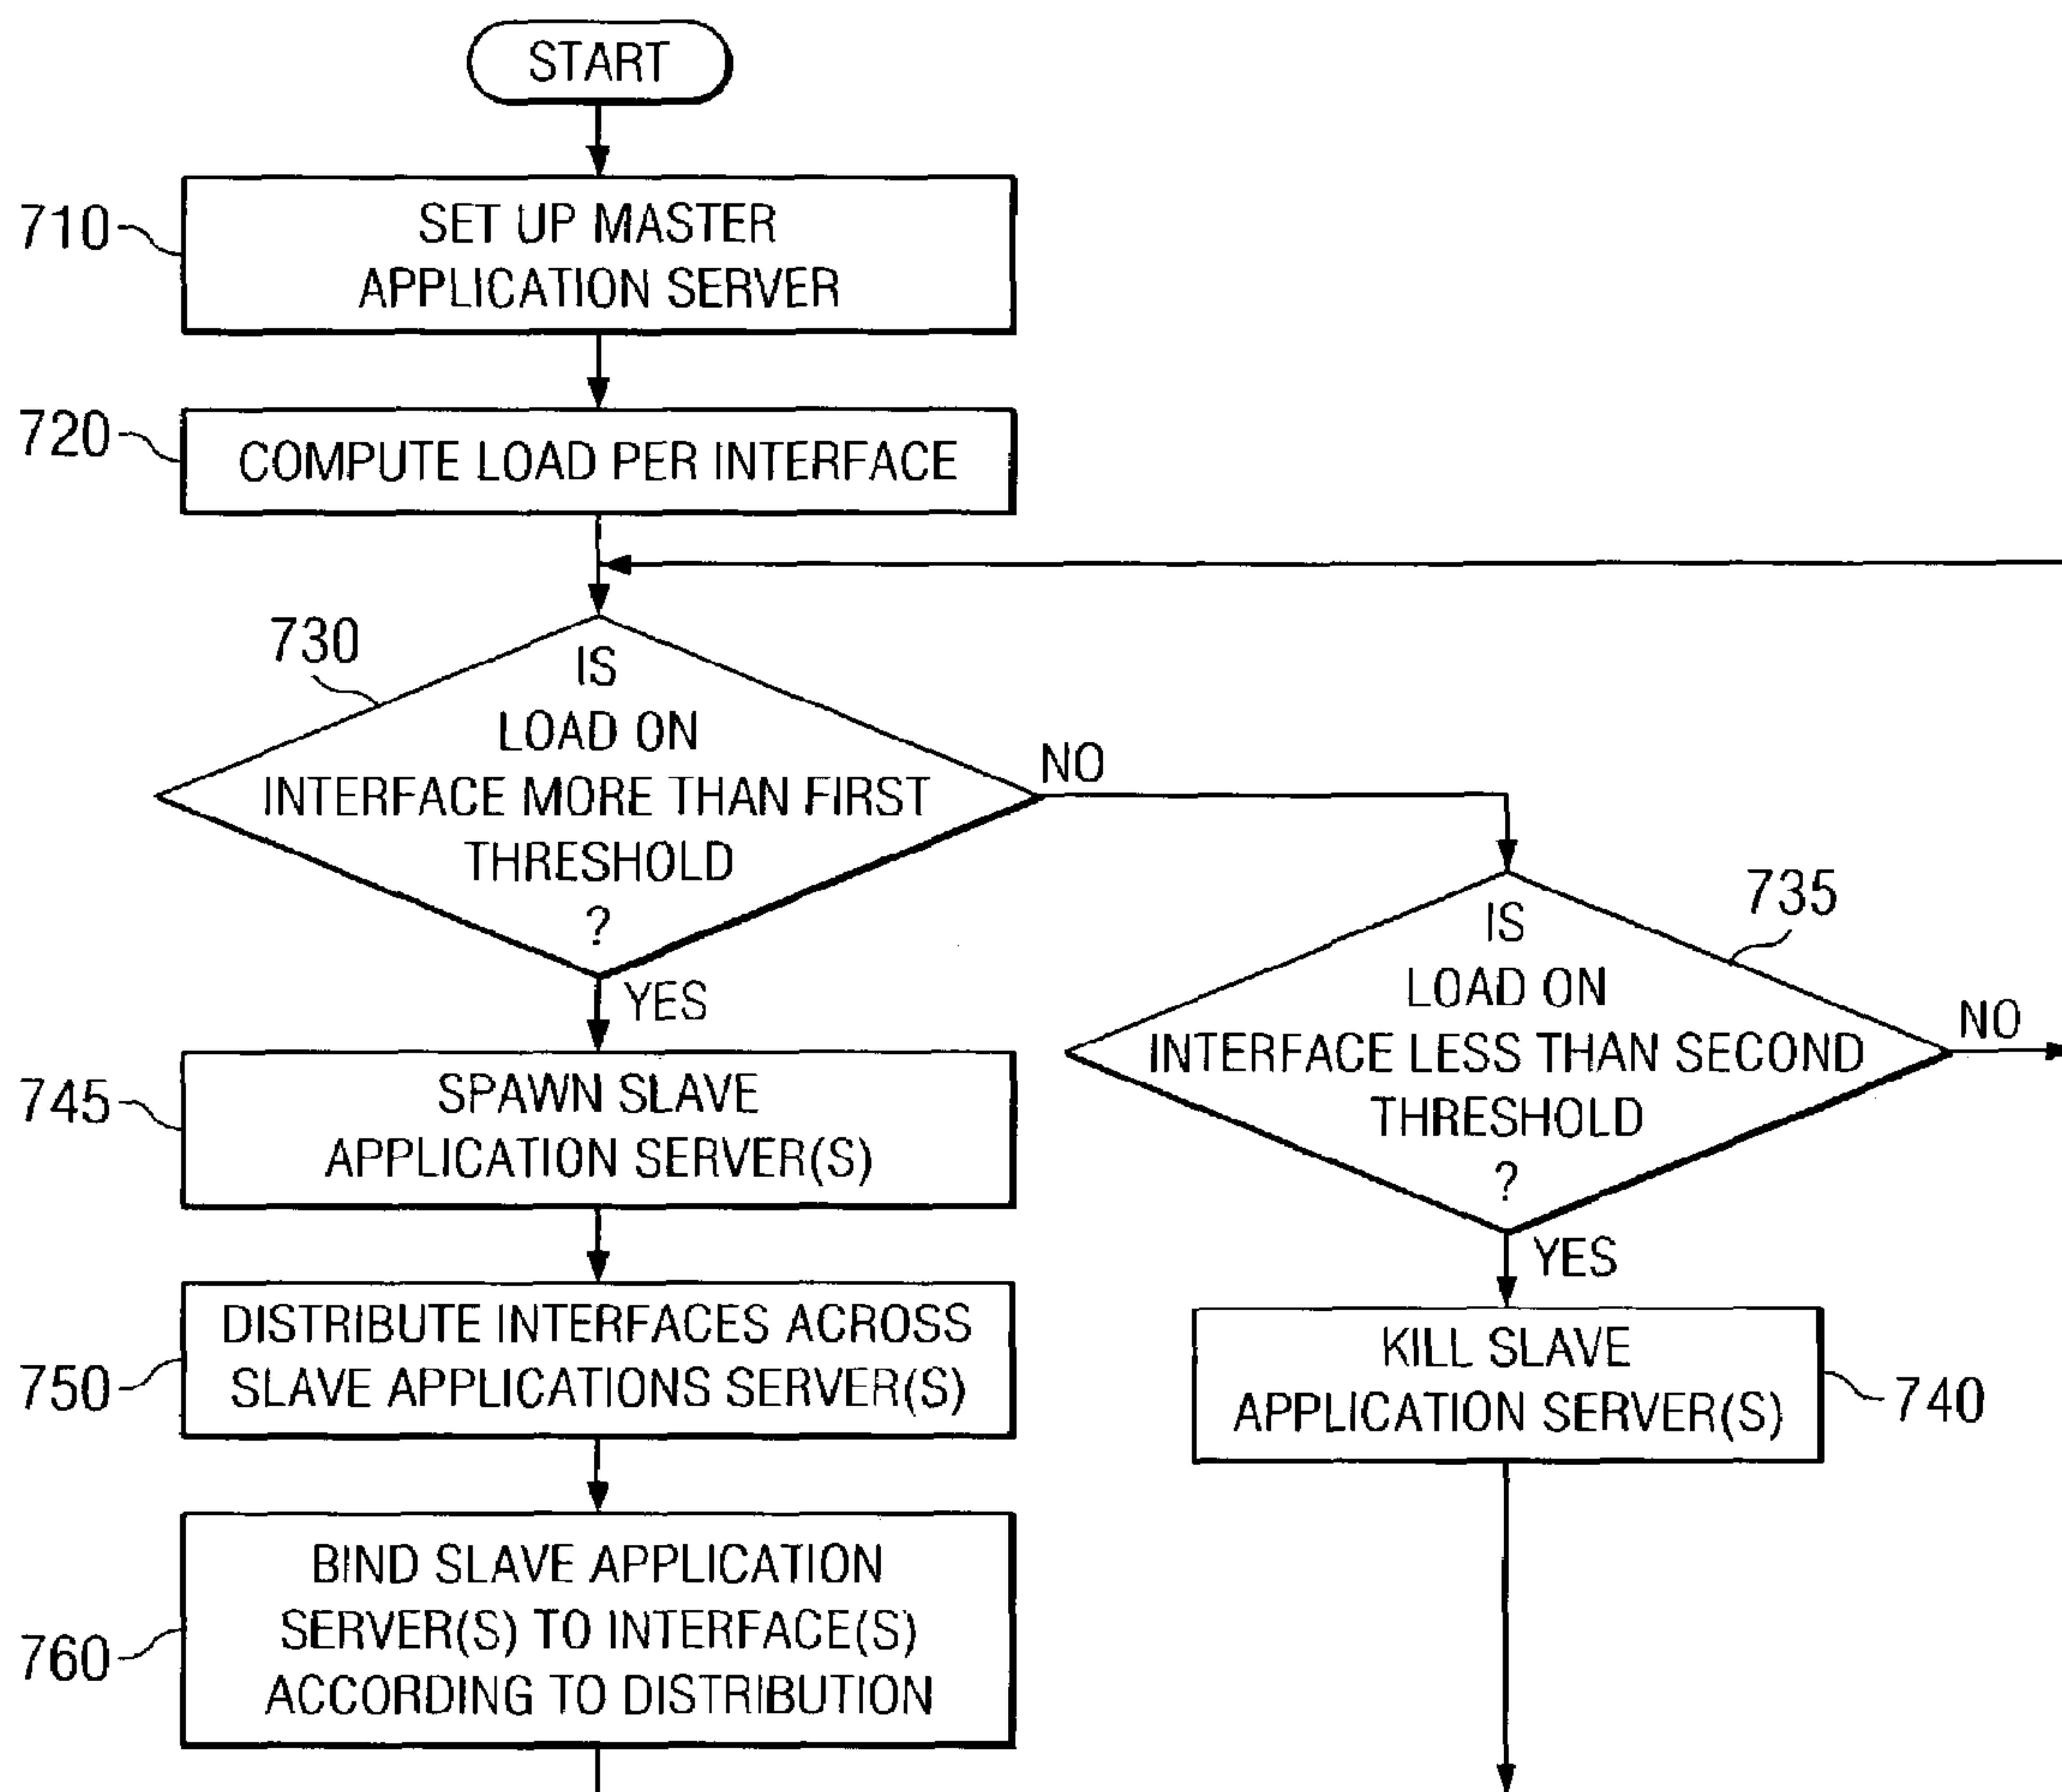 START
710
SET UP MASTER
APPLICATION SERVER
720
COMPUTE LOAD PER INTERFACE
730
IS
LOAD ON
INTERFACE MORE THAN FIRST
THRESHOLD
?
NO
YES
735
IS
LOAD ON
INTERFACE LESS THAN SECOND
THRESHOLD
?
NO
YES
745
SPAWN SLAVE
APPLICATION SERVER(S)
750
DISTRIBUTE INTERFACES ACROSS
SLAVE APPLICATIONS SERVER(S)
KILL SLAVE
APPLICATION SERVER(S)
740
760
BIND SLAVE APPLICATION
SERVER(S) TO INTERFACE(S)
ACCORDING TO DISTRIBUTION